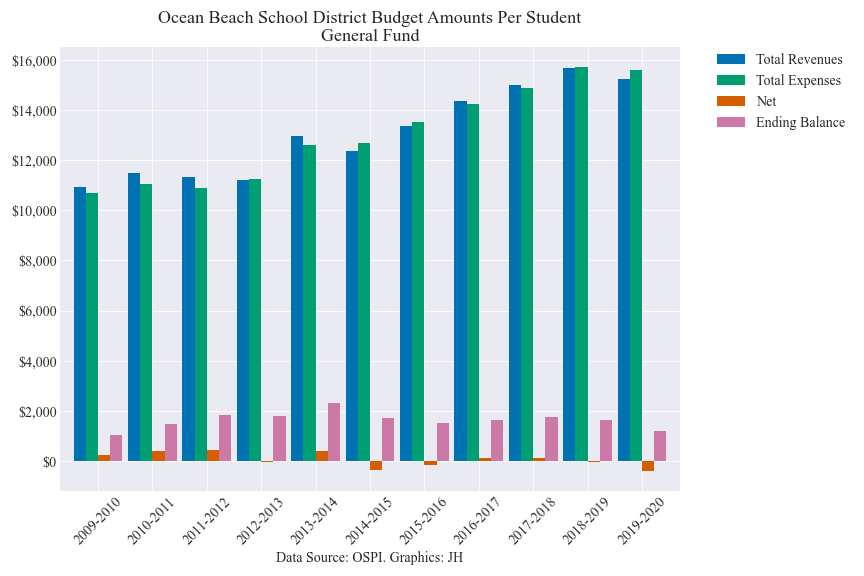 Ocean Beach School District Budget Amounts Per Student
General Fund
$16,000
$14,000
$12,000
$10,000
$8,000
$6,000
$4,000
$2,000
$0
2009-2010
2010-2011
2011-2012
2012-2013
2013-2014
2014-2015
2015-2016
2016-2017
2017-2018
2018-2019
2019-2020
Data Source: OSPI. Graphics: JH
Total Revenues
Total Expenses
Net
Ending Balance